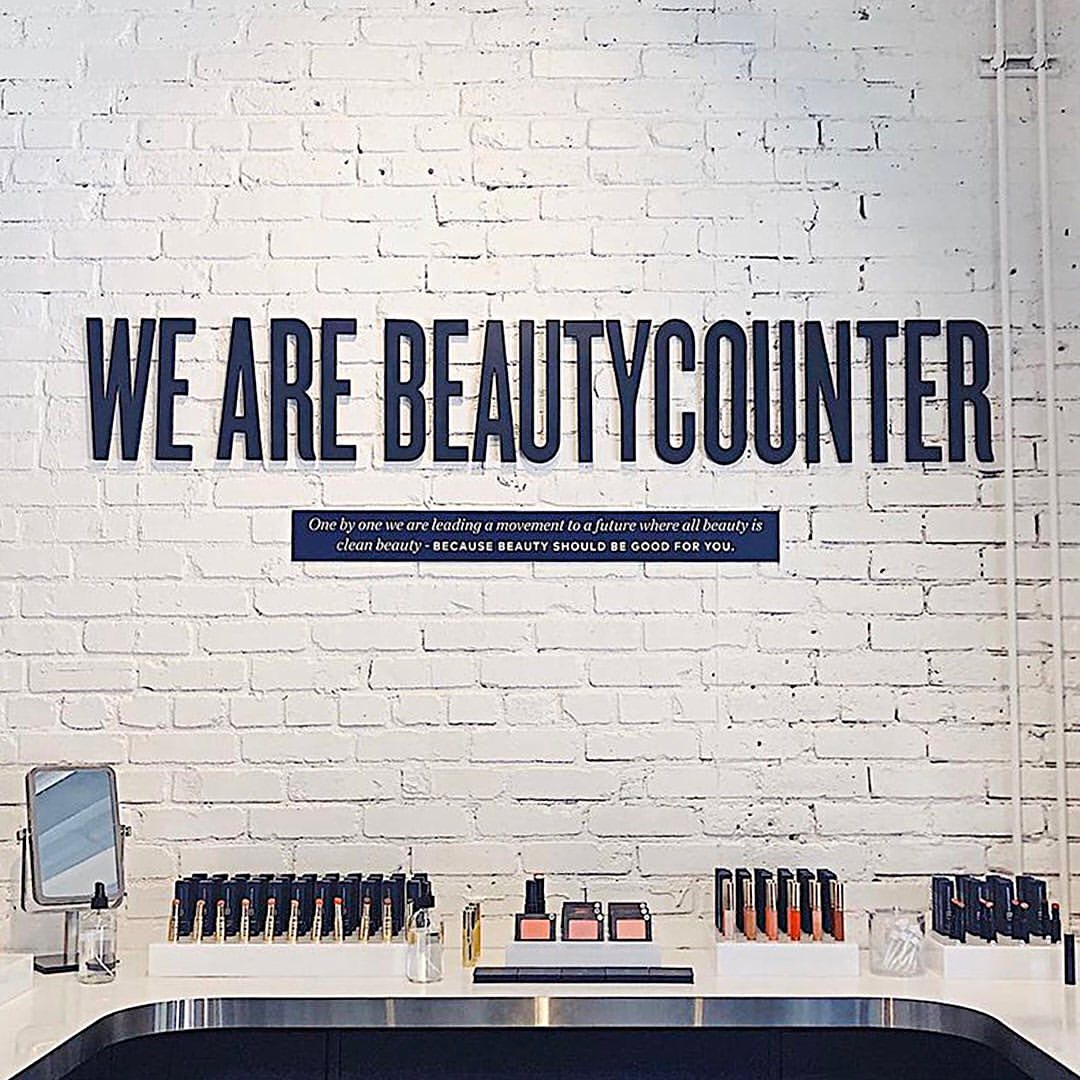 WE ARE BEAUTYCOUNTER
One by one we are leading a movement to a future where all beauty is
clean beauty - BECAUSE BEAUTY SHOULD BE GOOD FOR YOU.